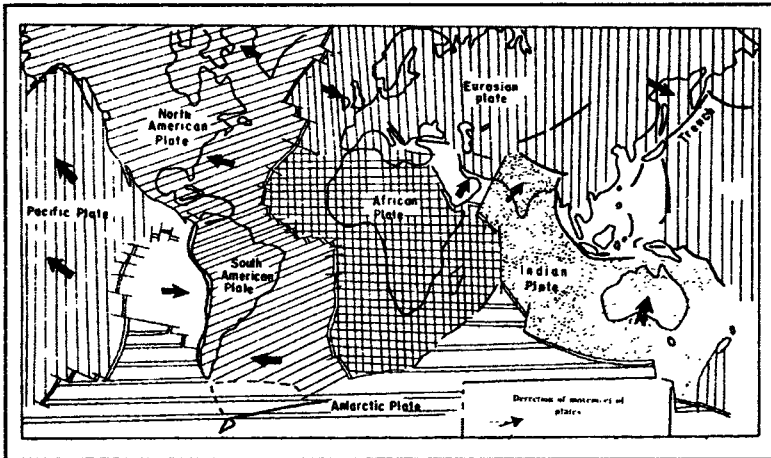 North
American
Plate
Eurasian
plate
Trench
Pacific Plate
African
Plate
South
American
Plate
Indian
Plate
Antarctic Plate
Direction of movement of
plates